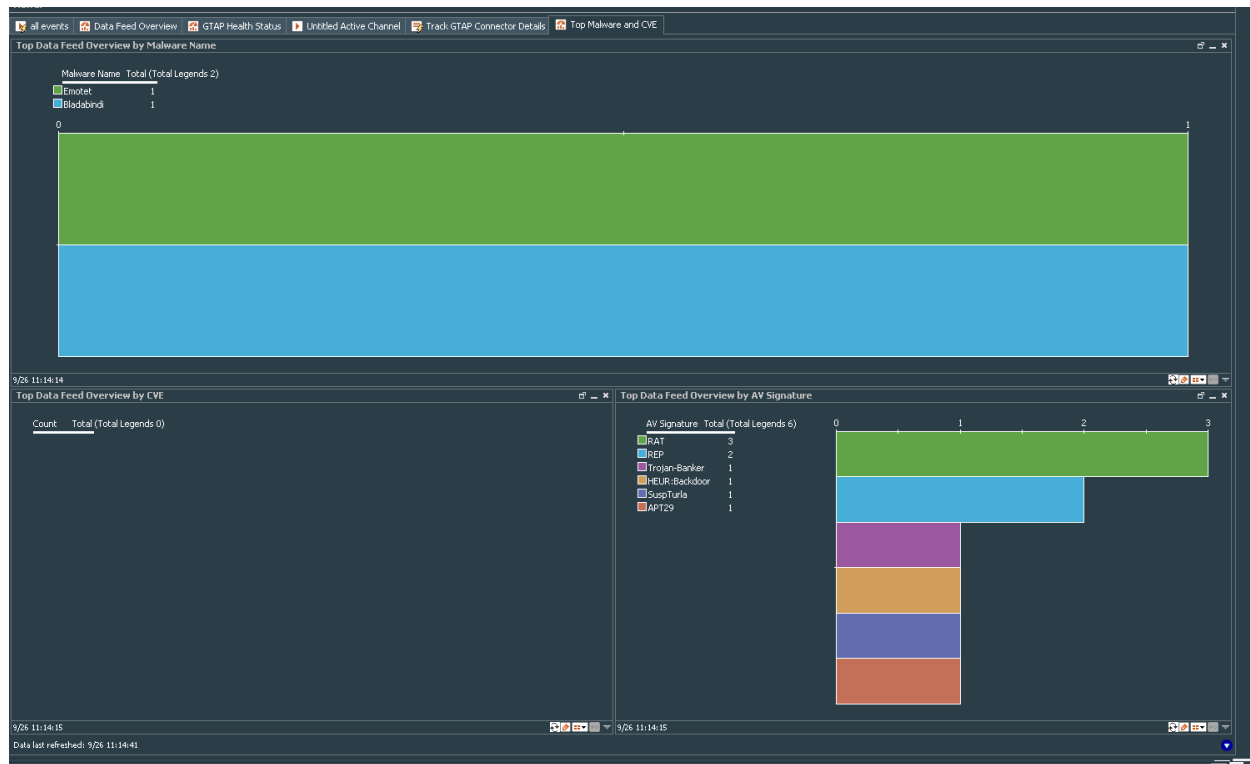 all events Data Feed Overview GTAP Health Status Untitled Active Channel Track GTAP Connector Details Top Malware and CVE
Top Data Feed Overview by Malware Name
Malware Name Total (Total Legends 2)
Emotet 1
Bladabindi 1
0 1
9/26 11:14:14
Top Data Feed Overview by CVE
Count Total (Total Legends 0)
9/26 11:14:15
Top Data Feed Overview by AV Signature
AV Signature Total (Total Legends 6)
RAT 3
REP 2
Trojan-Banker 1
HEUR:Backdoor 1
SuspTurla 1
APT29 1
0 1 2 3
9/26 11:14:15
Data last refreshed: 9/26 11:14:41